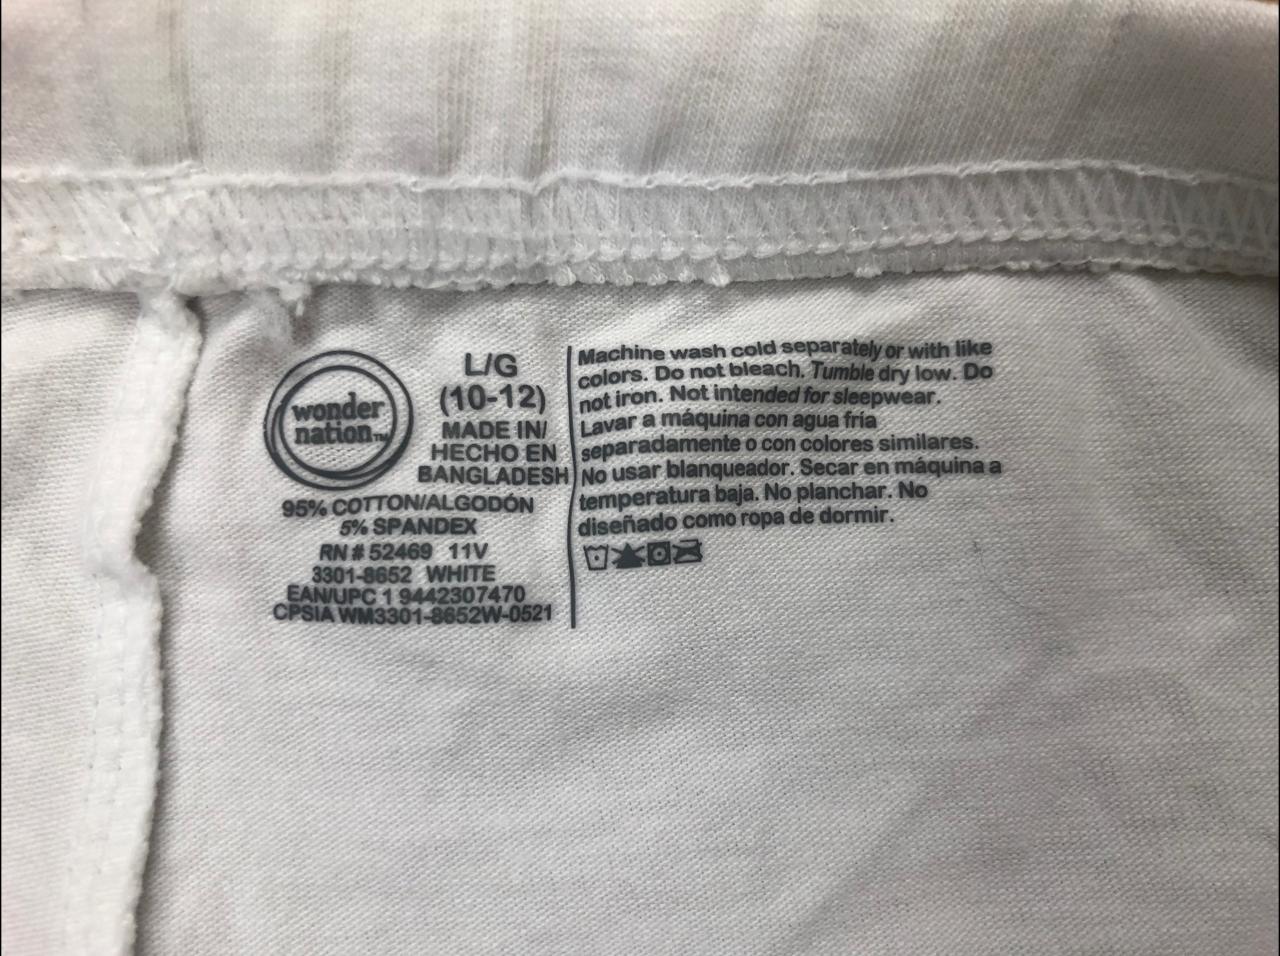 wonder
nation™
L/G
(10-12)
MADE IN/
HECHO EN
BANGLADESH
95% COTTON/ALGODÓN
5% SPANDEX
RN # 52469 11V
3301-8652 WHITE
EAN/UPC 1 9442307470
CPSIA WM3301-8652W-0521
Machine wash cold separately or with like
colors. Do not bleach. Tumble dry low. Do
not iron. Not intended for sleepwear.
Lavar a máquina con agua fría
separadamente o con colores similares.
No usar blanqueador. Secar en máquina a
temperatura baja. No planchar. No
diseñado como ropa de dormir.